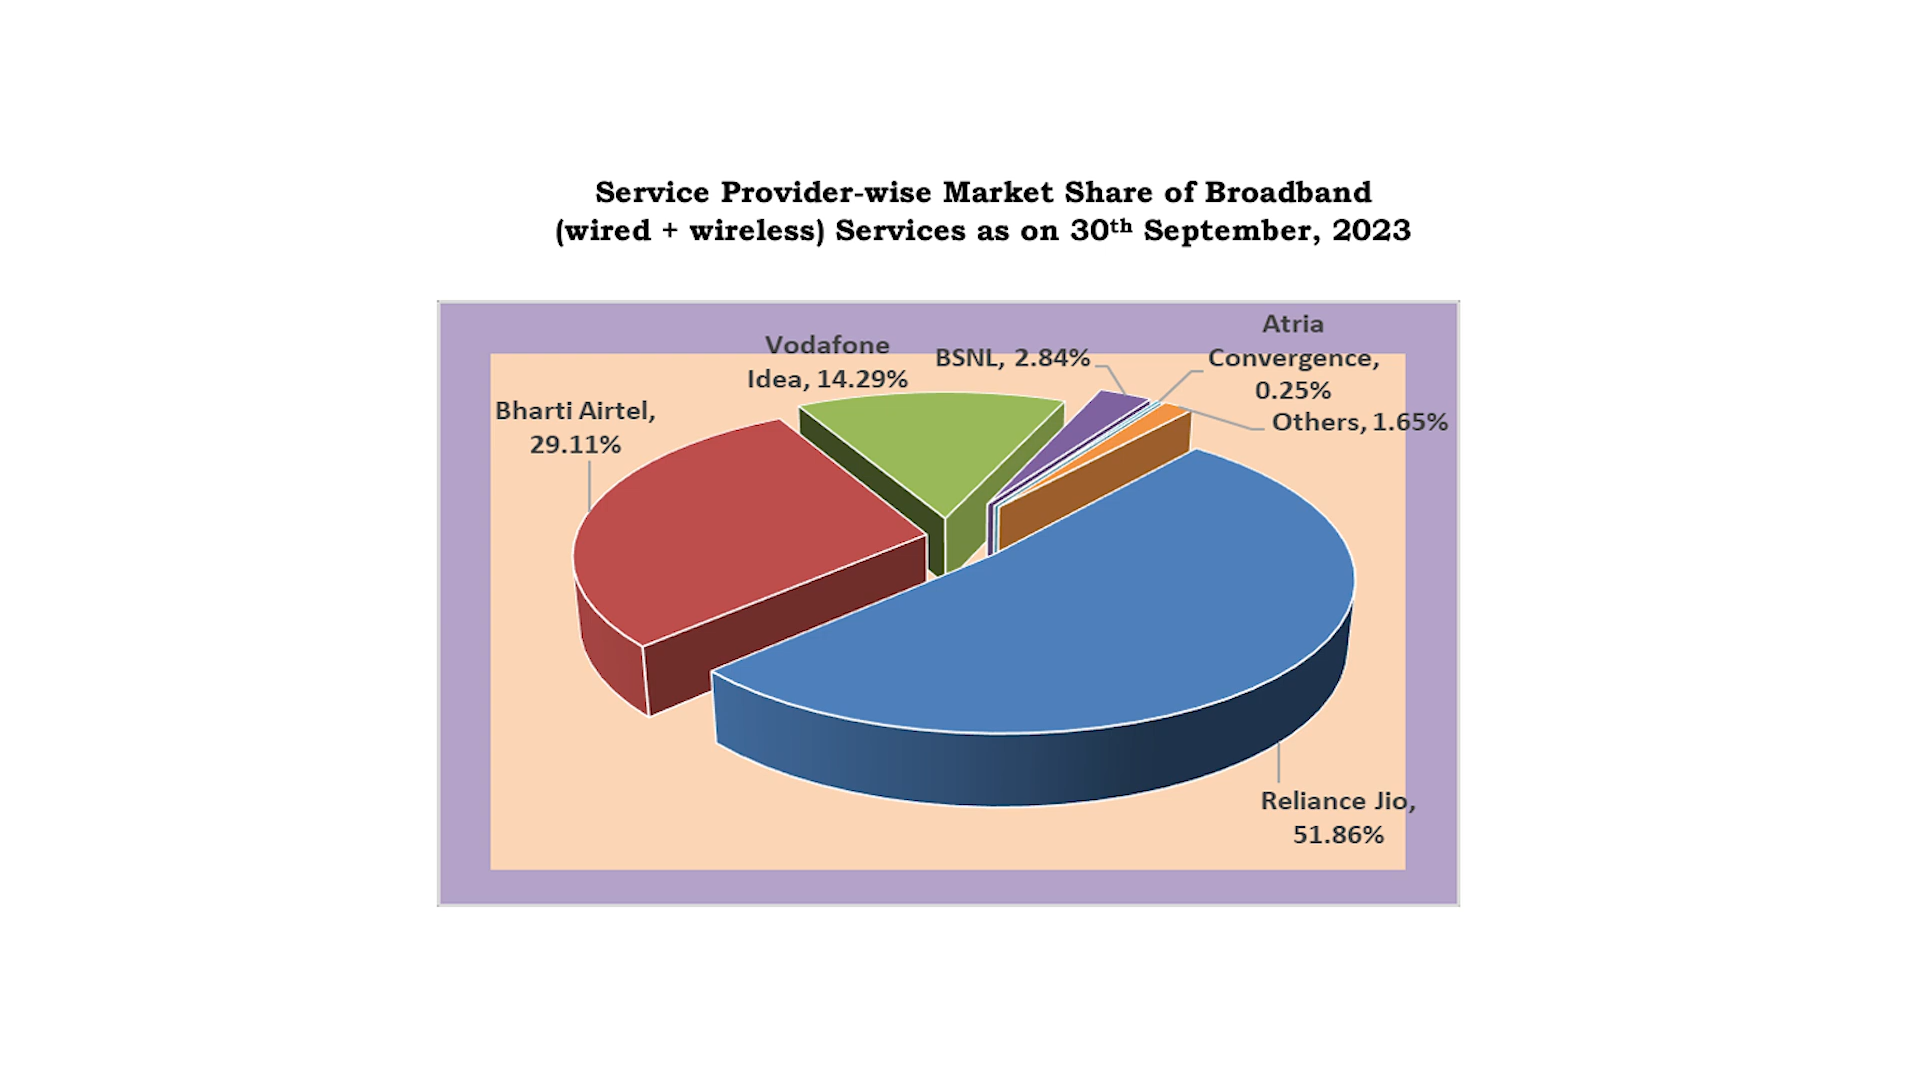 Service Provider-wise Market Share of Broadband
(wired + wireless) Services as on 30th September, 2023
Atria
Convergence,
0.25%
Vodafone
Idea, 14.29%
BSNL, 2.84%
Bharti Airtel,
29.11%
Others, 1.65%
Reliance Jio,
51.86%